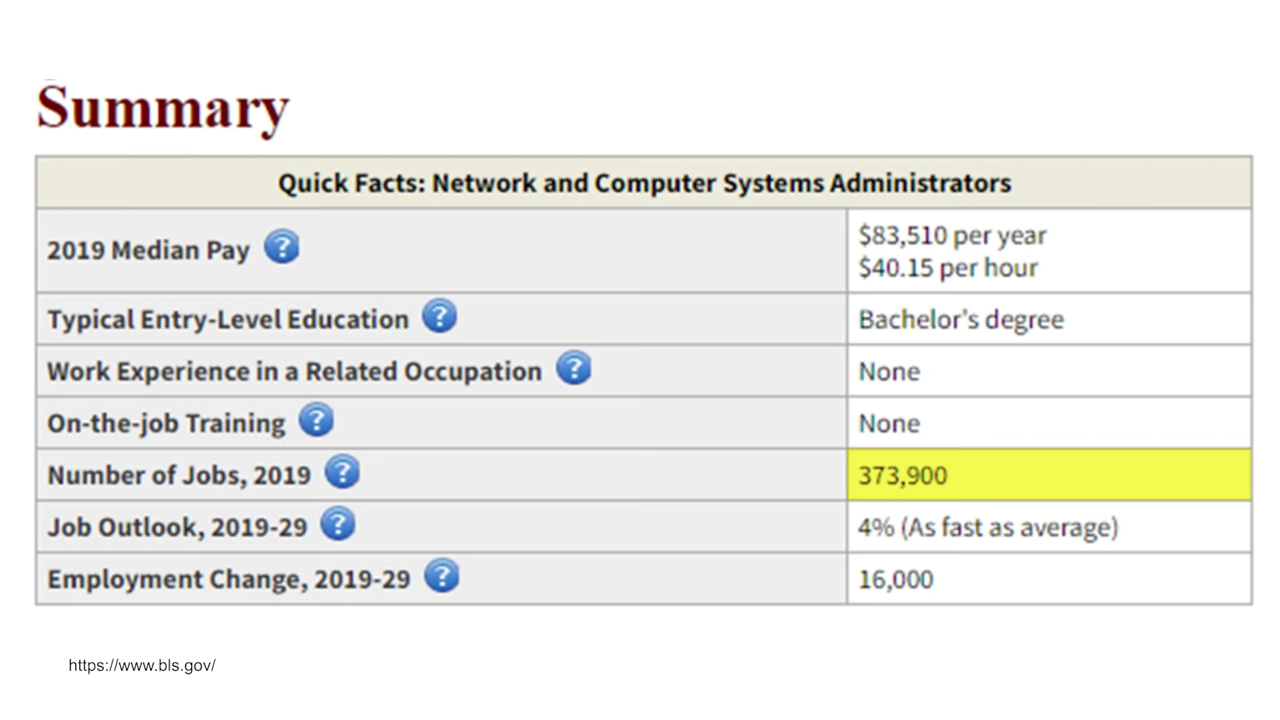 Summary
Quick Facts: Network and Computer Systems Administrators
2019 Median Pay ?
$83,510 per year
$40.15 per hour
Typical Entry-Level Education ?
Bachelor's degree
Work Experience in a Related Occupation ?
None
On-the-job Training ?
None
Number of Jobs, 2019 ?
373,900
Job Outlook, 2019-29 ?
4% (As fast as average)
Employment Change, 2019-29 ?
16,000
https://www.bls.gov/